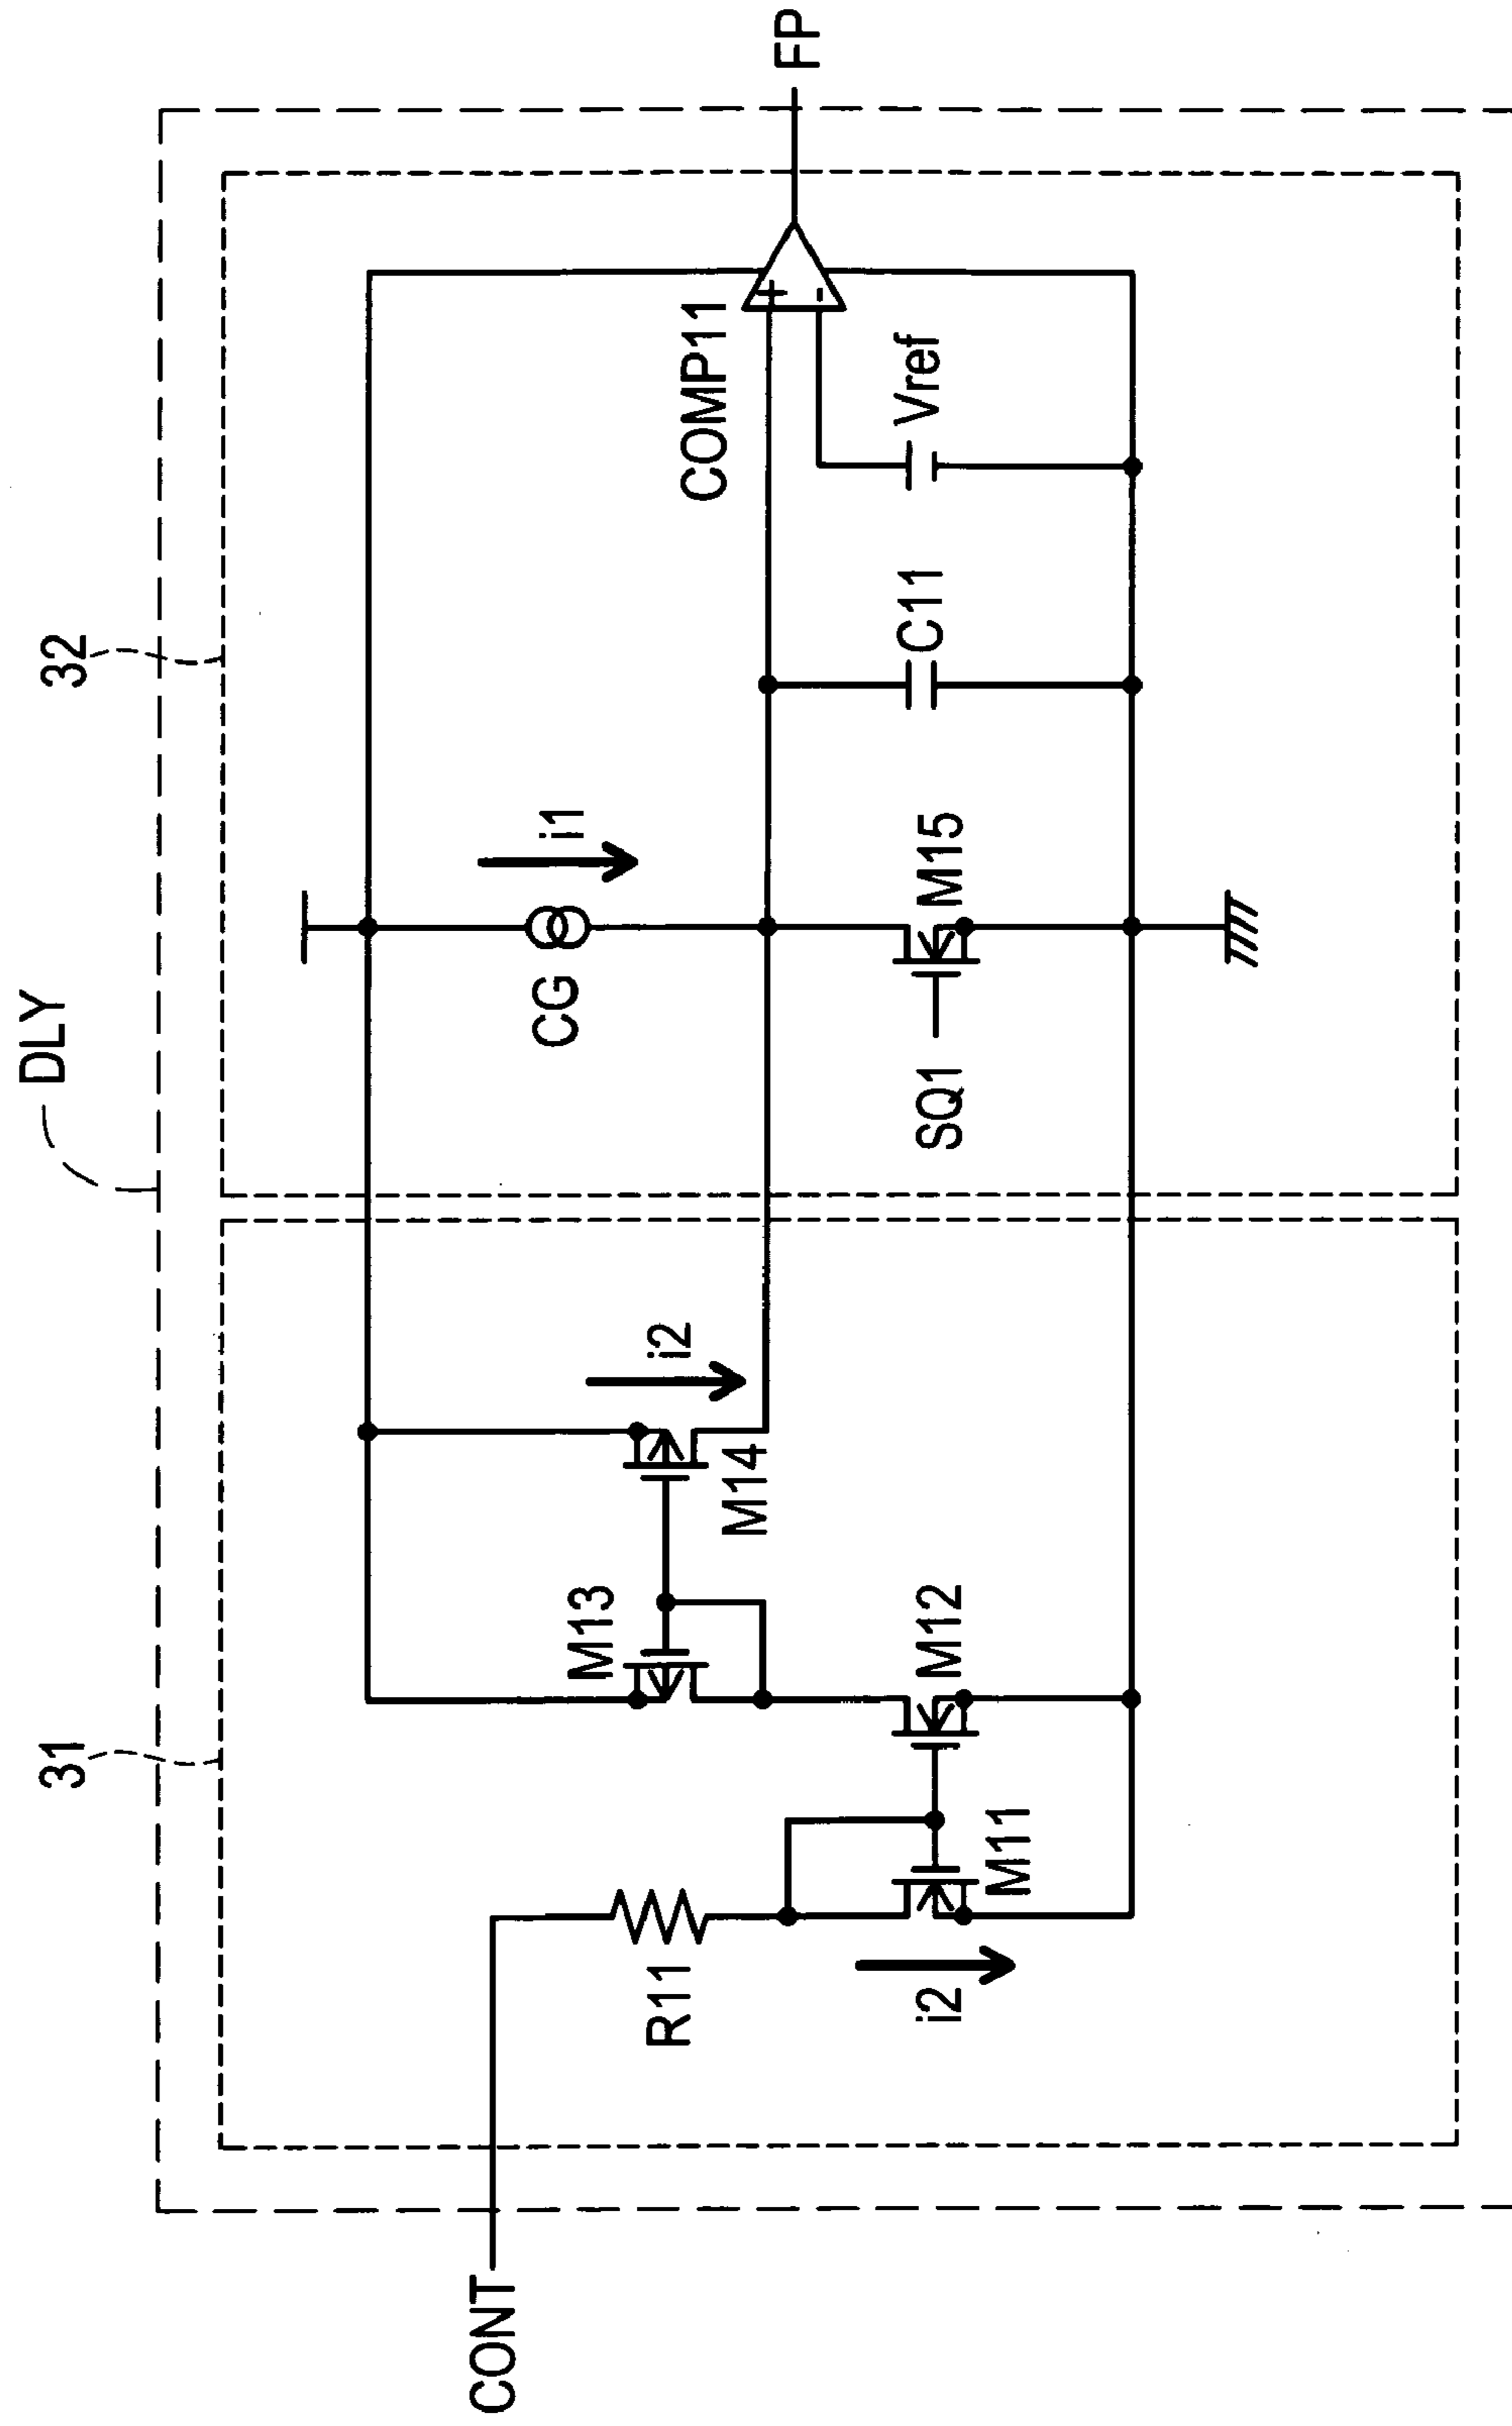 DLY
31
32
CONT
R11
i2
M11
M12
M13
M14
i2
SQ1
M15
CG
i1
C11
Vref
COMP11
+
-
FP